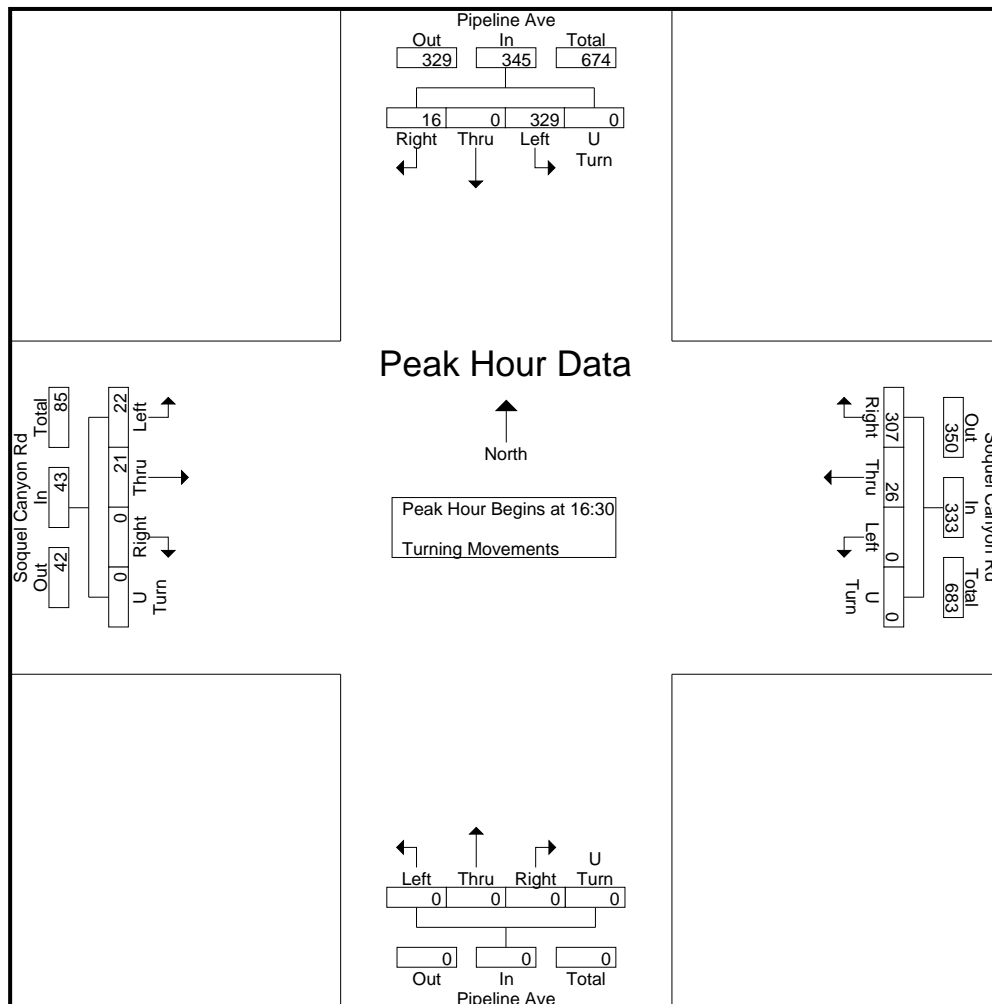 Pipeline Ave
Out In Total
329 345 674
16 0 329 0
Right Thru Left U Turn
Peak Hour Data
North
Peak Hour Begins at 16:30
Turning Movements
Soquel Canyon Rd
Out In Total
42 43 85
Left Thru Right U Turn
22 21 0 0
Soquel Canyon Rd
Out In Total
350 333 683
307 26 0 0
Right Thru Left U Turn
Left Thru Right U Turn
0 0 0 0
0 0 0
Out In Total
Pipeline Ave